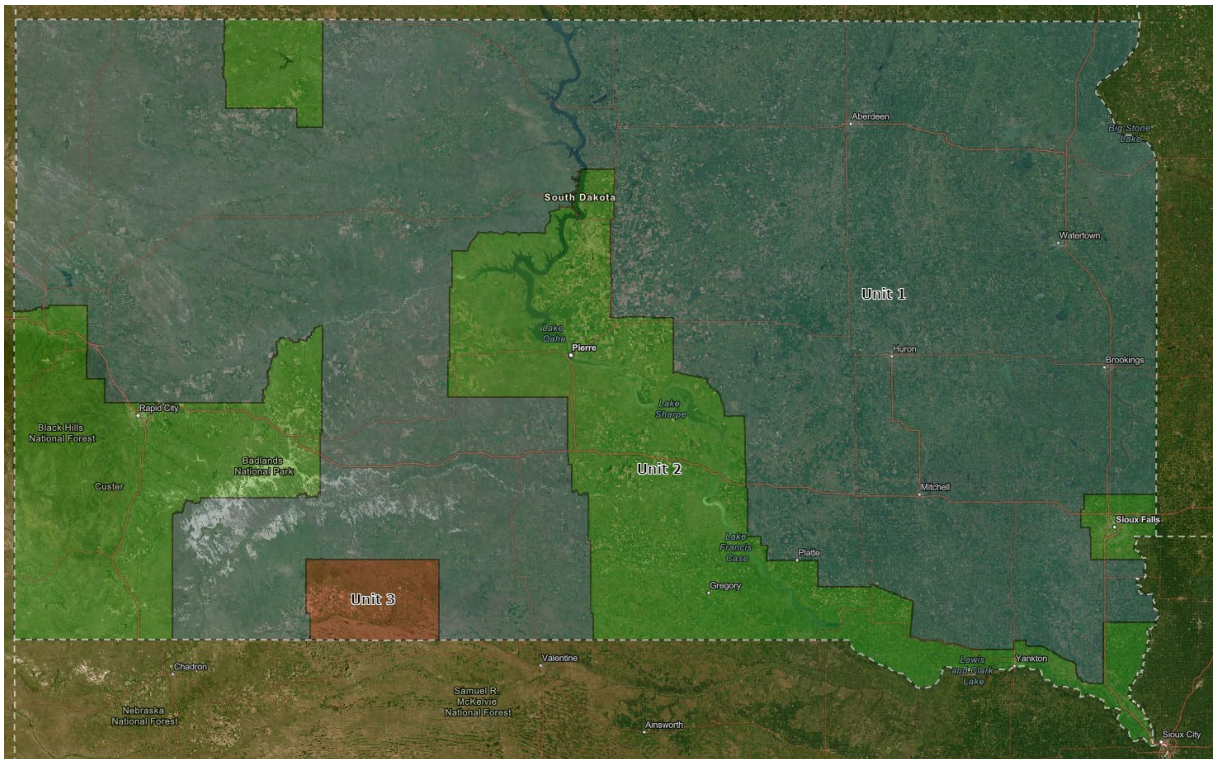 Aberdeen
Big Stone
Lake
South Dakota
Watertown
Unit 1
Lake
Oahe
Pierre
Huron
Brookings
Rapid City
Lake
Sharpe
Black Hills
National Forest
Badlands
National Park
Unit 2
Custer
Mitchell
Sioux Falls
Lake
Francis
Case
Platte
Gregory
Unit 3
Chadron
Valentine
Lewis
and Clark
Lake
Yankton
Samuel R.
McKelvie
National Forest
Nebraska
National Forest
Ainsworth
Sioux City